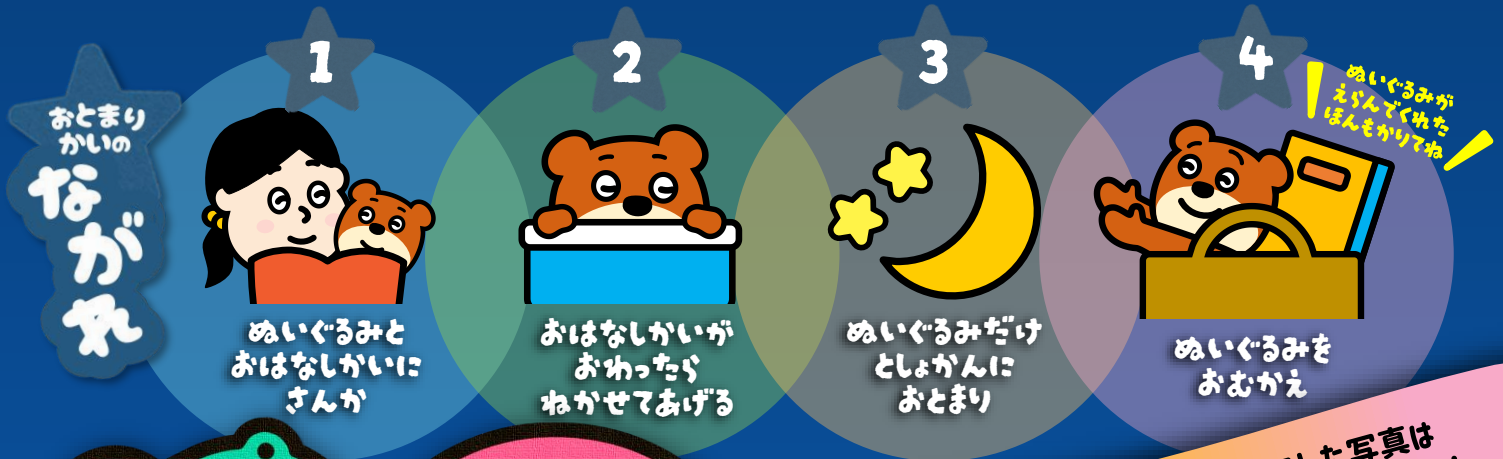 おとまり
かいの
ながれ
1
ぬいぐるみと
おはなしかいに
さんか
2
おはなしかいが
おわったら
ねかせてあげる
3
ぬいぐるみだけ
としょかんに
おとまり
4
ぬいぐるみが
えらんでくれた
ほんもかりてね
ぬいぐるみを
おむかえ
した写真は